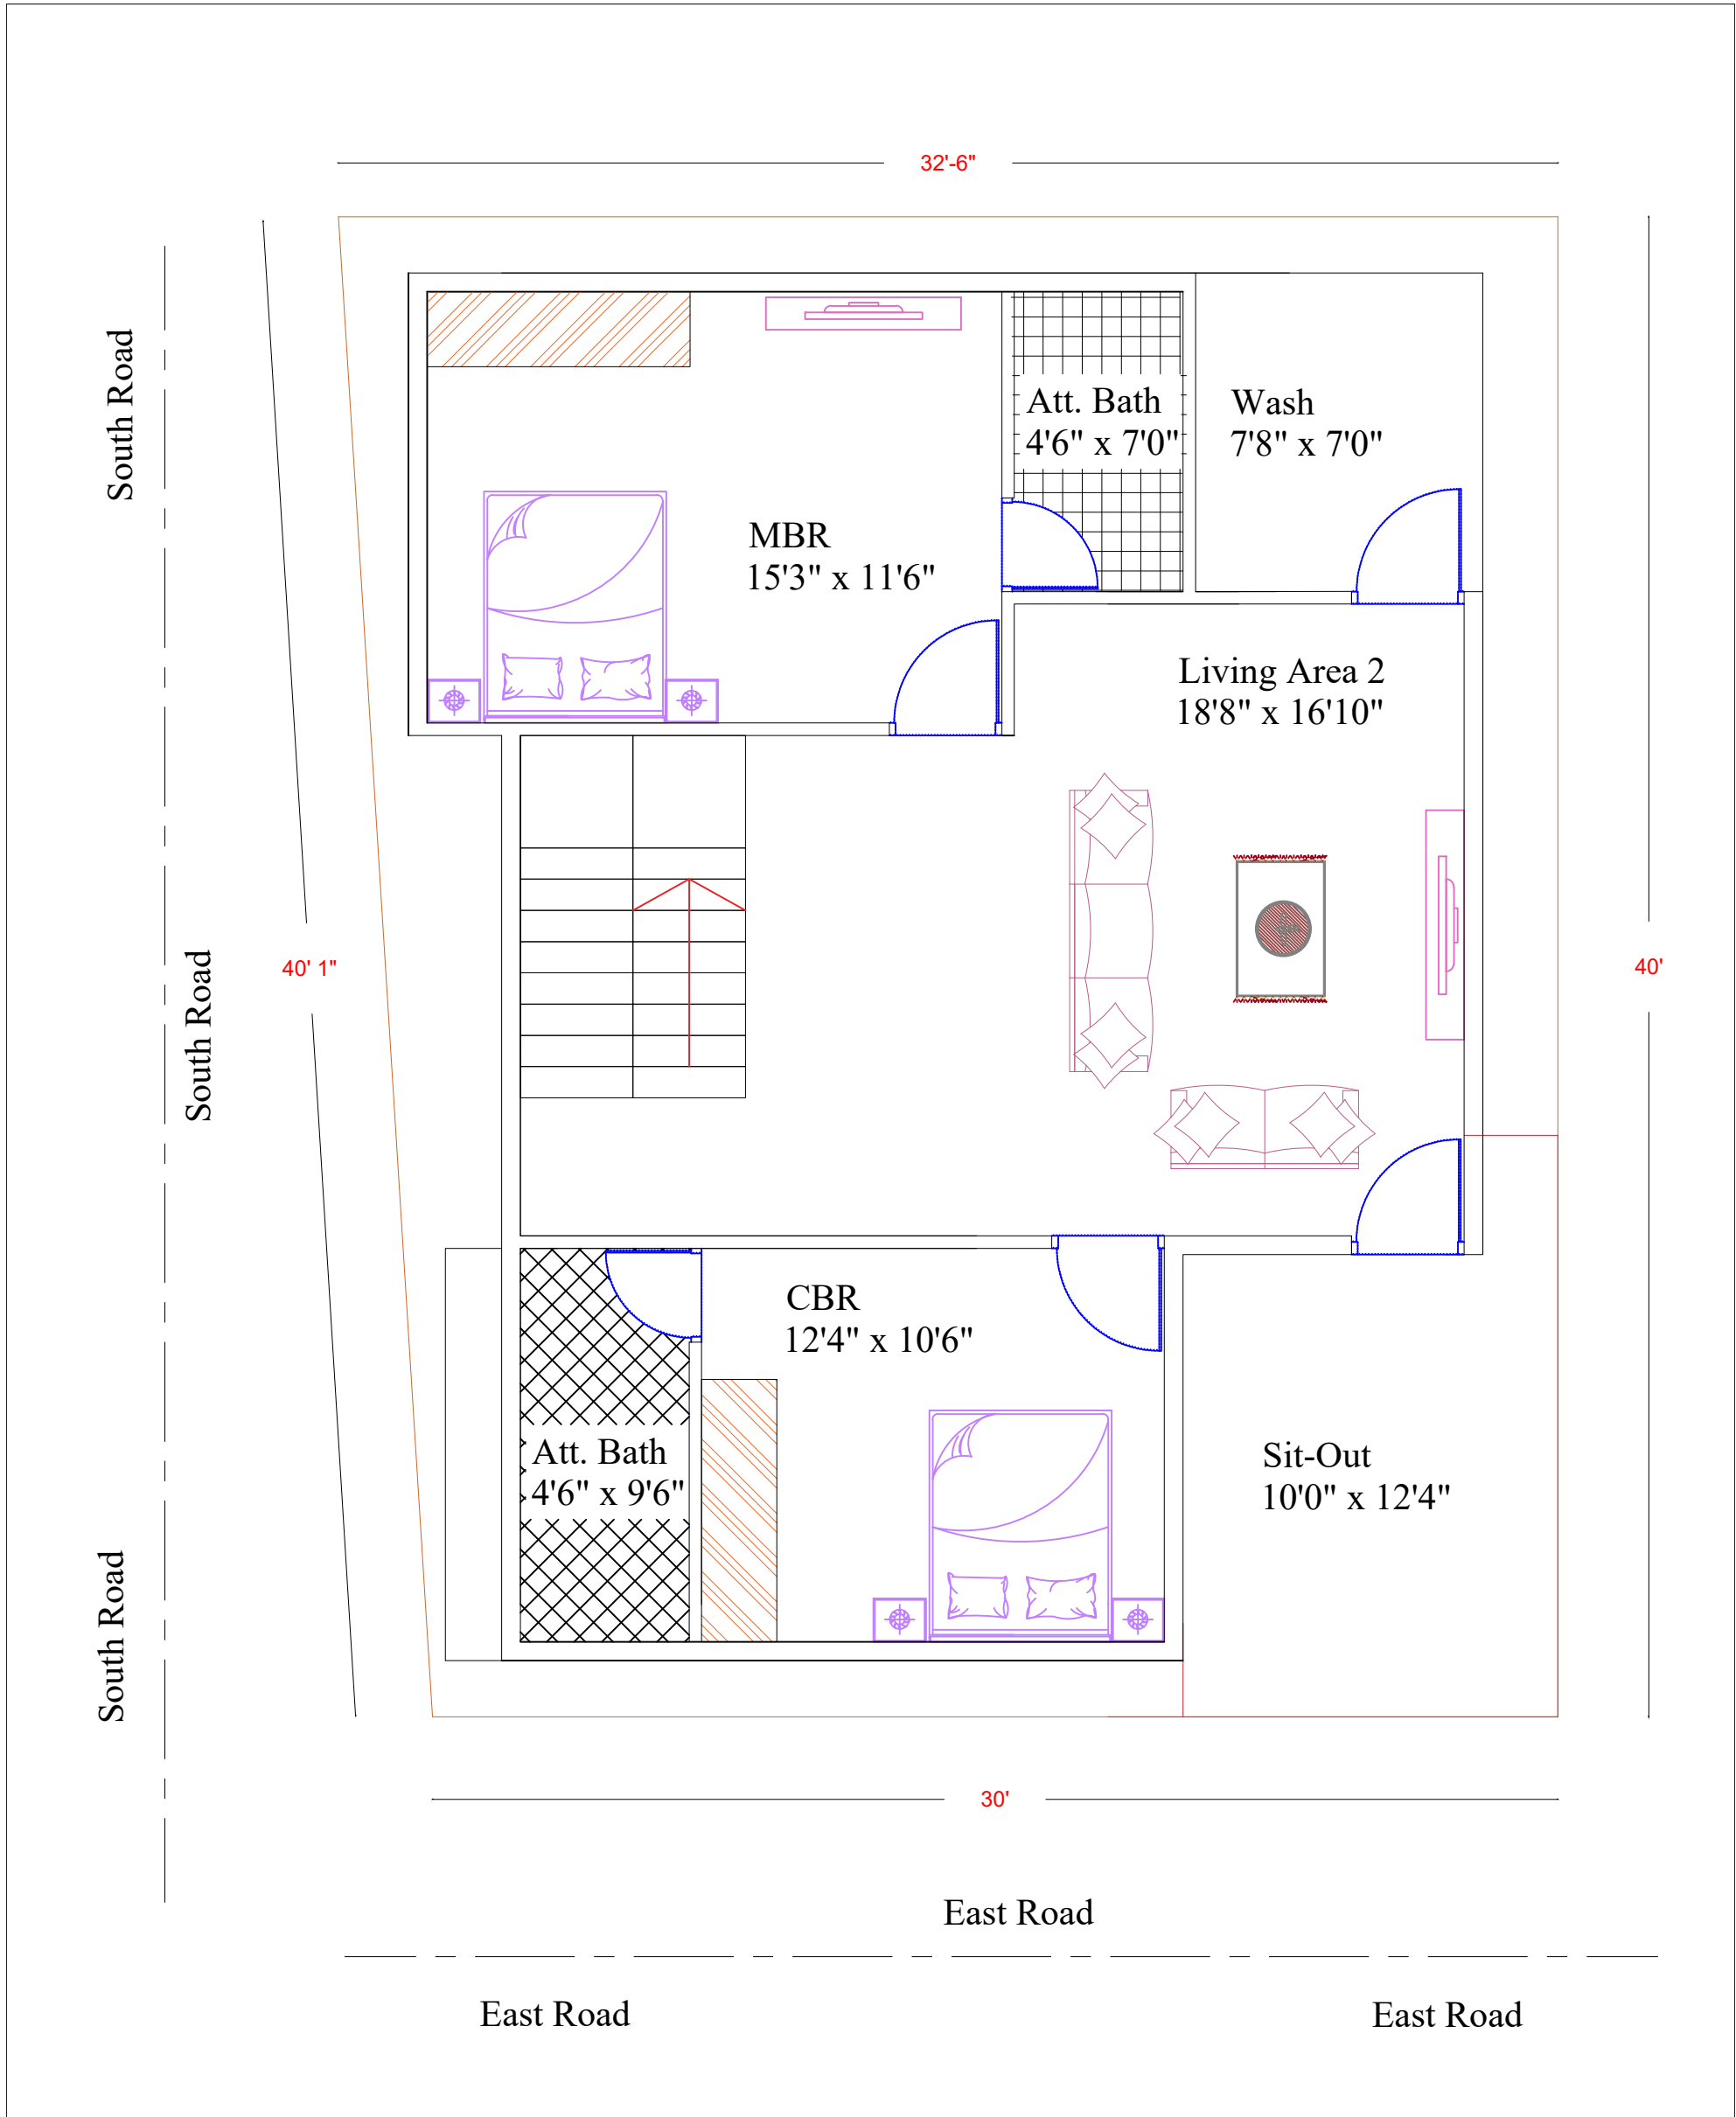 32'-6"
South Road
Att. Bath
4'6" x 7'0"
Wash
7'8" x 7'0"
MBR
15'3" x 11'6"
Living Area 2
18'8" x 16'10"
40' 1"
40'
South Road
CBR
12'4" x 10'6"
Att. Bath
4'6" x 9'6"
Sit-Out
10'0" x 12'4"
South Road
30'
East Road
East Road
East Road